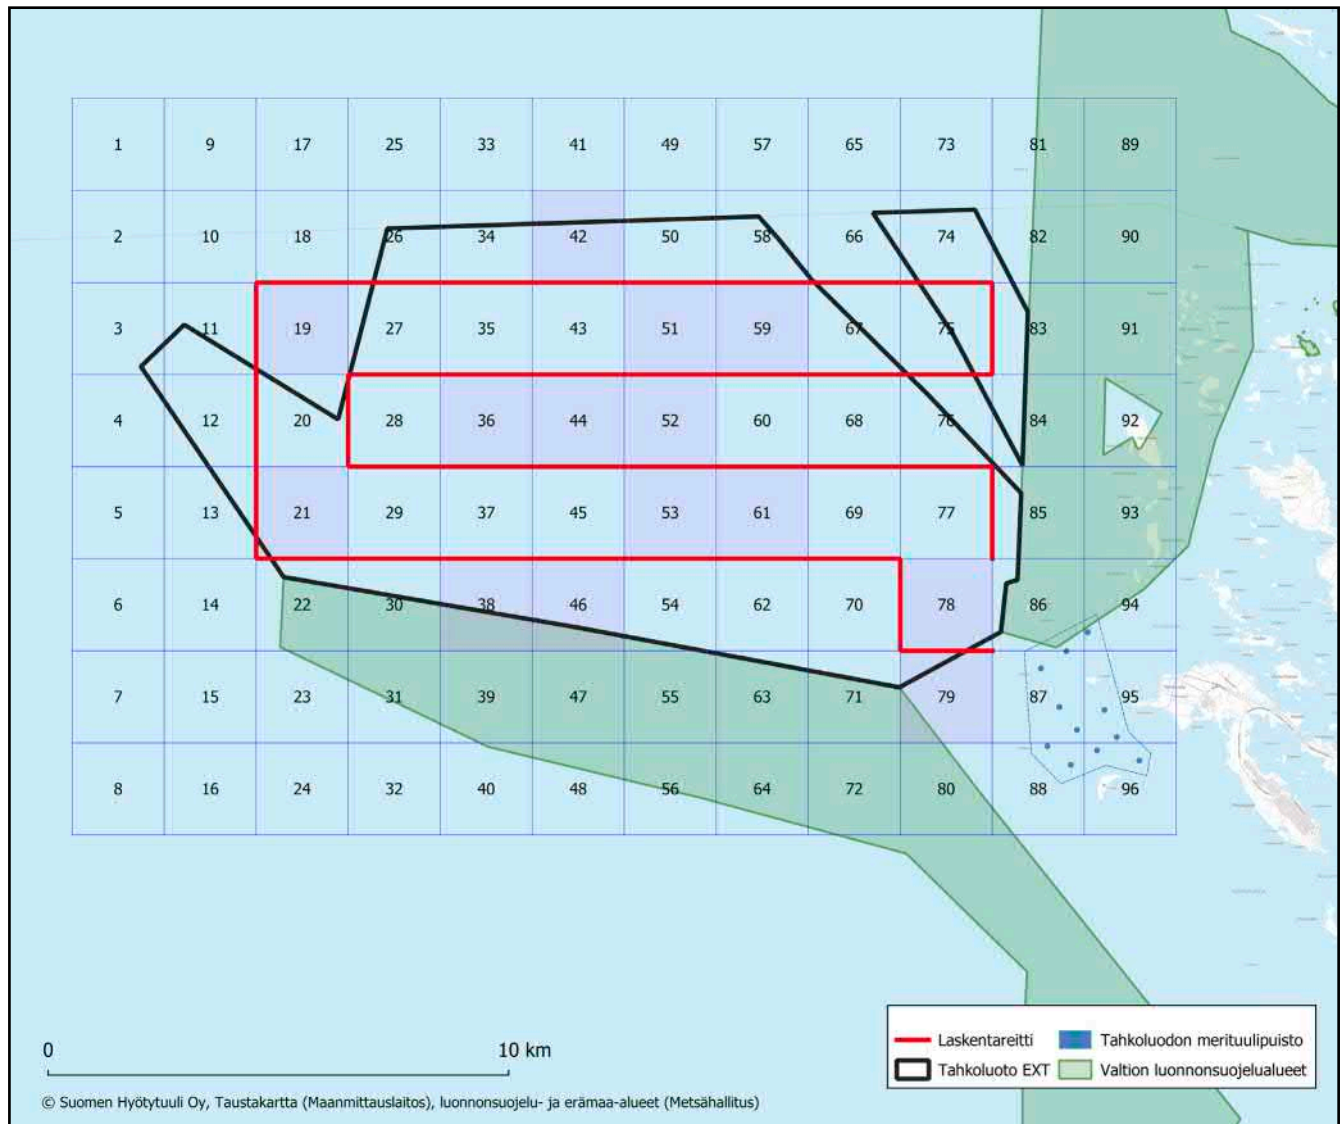 1 9 17 25 33 41 49 57 65 73 81 89
2 10 18 26 34 42 50 58 66 74 82 90
3 11 19 27 35 43 51 59 67 75 83 91
4 12 20 28 36 44 52 60 68 76 84 92
5 13 21 29 37 45 53 61 69 77 85 93
6 14 22 30 38 46 54 62 70 78 86 94
7 15 23 31 39 47 55 63 71 79 87 95
8 16 24 32 40 48 56 64 72 80 88 96
0 10 km
Laskentareitti Tahkoluodon merituulipuisto
Tahkoluoto EXT Valtion luonnonsuojelualueet
© Suomen Hyötytuuli Oy, Taustakartta (Maanmittauslaitos), luonnonsuojelu- ja erämaa-alueet (Metsähallitus)